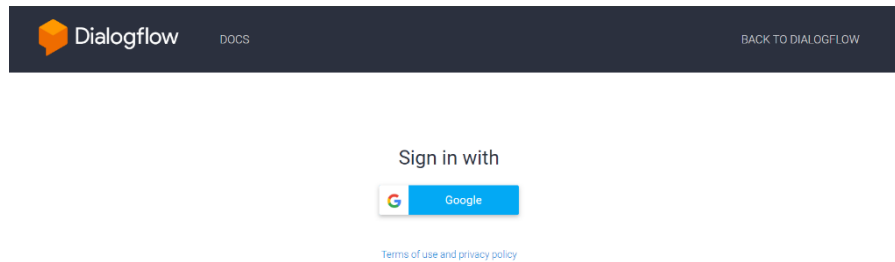 Dialogflow DOCS BACK TO DIALOGFLOW
Sign in with
Google
Terms of use and privacy policy